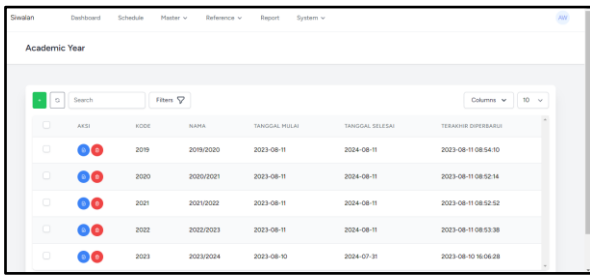 Siwalan Dashboard Schedule Master Reference Report System AW
Academic Year
Search Filters Columns 10
AKSI KODE NAMA TANGGAL MULAI TANGGAL SELESAI TERAKHIR DIPERBARUI
2019 2019/2020 2023-08-11 2024-08-11 2023-08-11 08:54:10
2020 2020/2021 2023-08-11 2024-08-11 2023-08-11 08:52:14
2021 2021/2022 2023-08-11 2024-08-11 2023-08-11 08:52:52
2022 2022/2023 2023-08-11 2024-08-11 2023-08-11 08:53:38
2023 2023/2024 2023-08-10 2024-07-31 2023-08-10 16:06:28